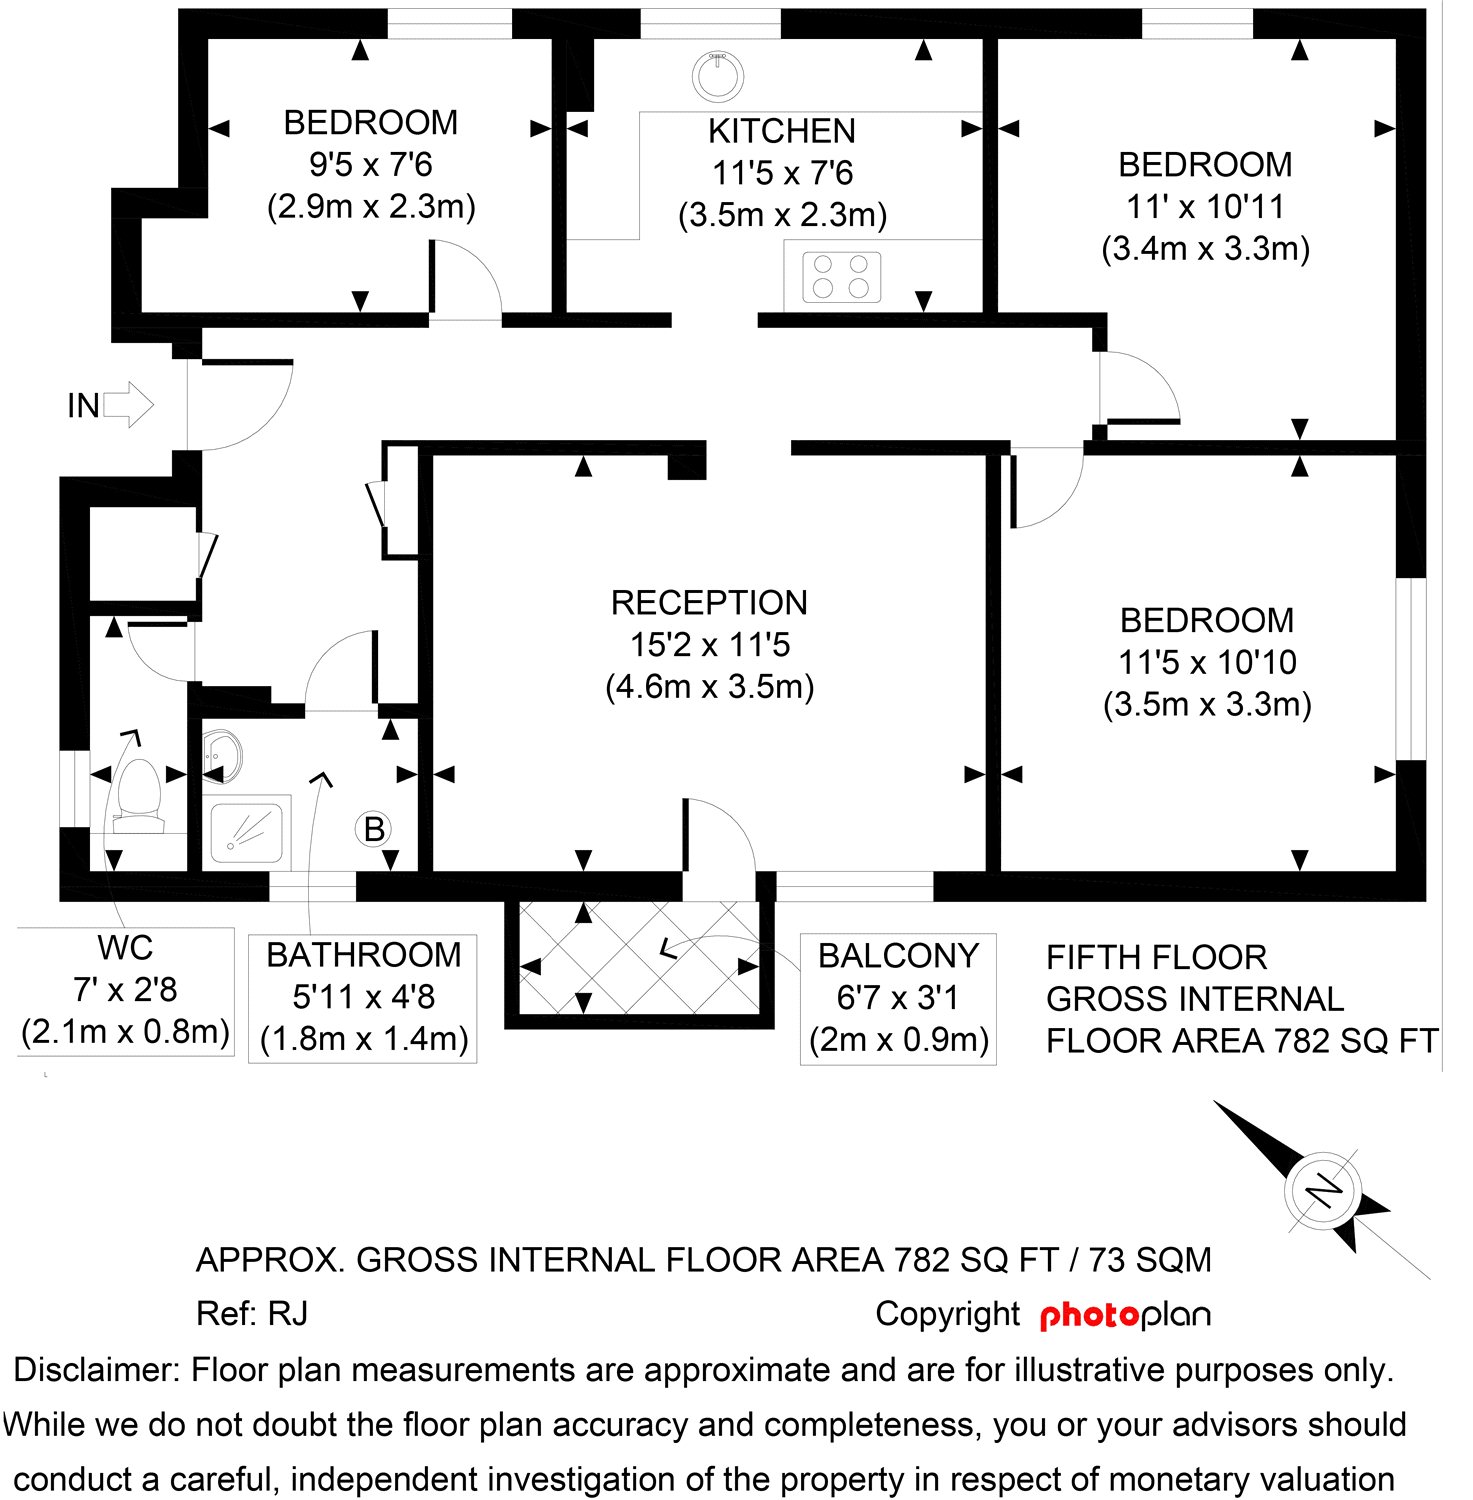 BEDROOM
9'5 x 7'6
(2.9m x 2.3m)
KITCHEN
11'5 x 7'6
(3.5m x 2.3m)
BEDROOM
11' x 10'11
(3.4m x 3.3m)
IN
RECEPTION
15'2 x 11'5
(4.6m x 3.5m)
BEDROOM
11'5 x 10'10
(3.5m x 3.3m)
B
WC
7' x 2'8
(2.1m x 0.8m)
BATHROOM
5'11 x 4'8
(1.8m x 1.4m)
BALCONY
6'7 x 3'1
(2m x 0.9m)
FIFTH FLOOR
GROSS INTERNAL
FLOOR AREA 782 SQ FT
N
APPROX. GROSS INTERNAL FLOOR AREA 782 SQ FT / 73 SQM
Ref: RJ
Copyright photoplan
Disclaimer: Floor plan measurements are approximate and are for illustrative purposes only.
While we do not doubt the floor plan accuracy and completeness, you or your advisors should
conduct a careful, independent investigation of the property in respect of monetary valuation